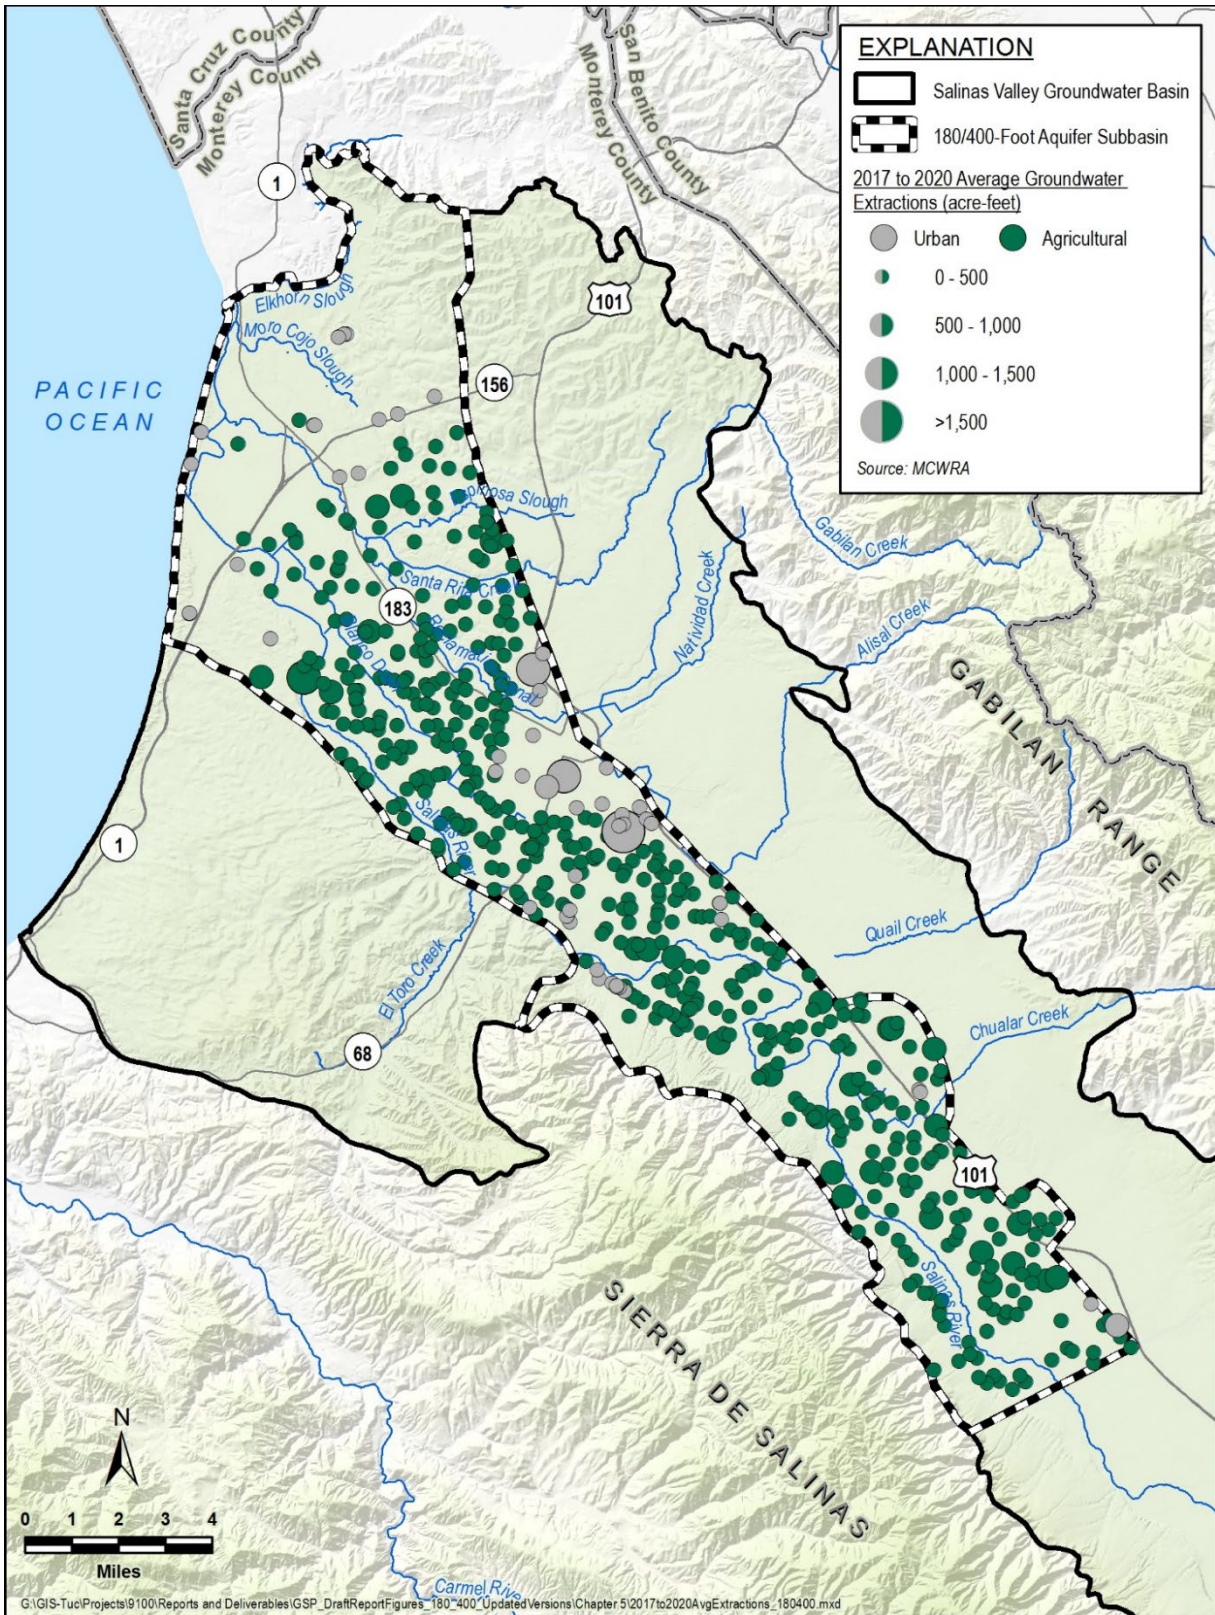 EXPLANATION
Salinas Valley Groundwater Basin
180/400-Foot Aquifer Subbasin
2017 to 2020 Average Groundwater
Extractions (acre-feet)
Urban
Agricultural
0 - 500
500 - 1,000
1,000 - 1,500
>1,500
Source: MCWRA
Santa Cruz County
Monterey County
San Benito County
Monterey County
1
101
Elkhorn Slough
Moro Cojo Slough
156
PACIFIC
OCEAN
Espinosa Slough
Gabilan Creek
Santa Rita Creek
183
Natividad Creek
Alisal Creek
Blanco Drain
GABILAN
RANGE
Salinas River
1
Quail Creek
El Toro Creek
Chualar Creek
68
101
Salinas River
SIERRA DE SALINAS
N
0 1 2 3 4
Miles
Carmel River
G:\GIS-Tuc\Projects\9100\Reports and Deliverables\GSP_DraftReportFigures_180_400_UpdatedVersions\Chapter 5\2017to2020AvgExtractions_180400.mxd